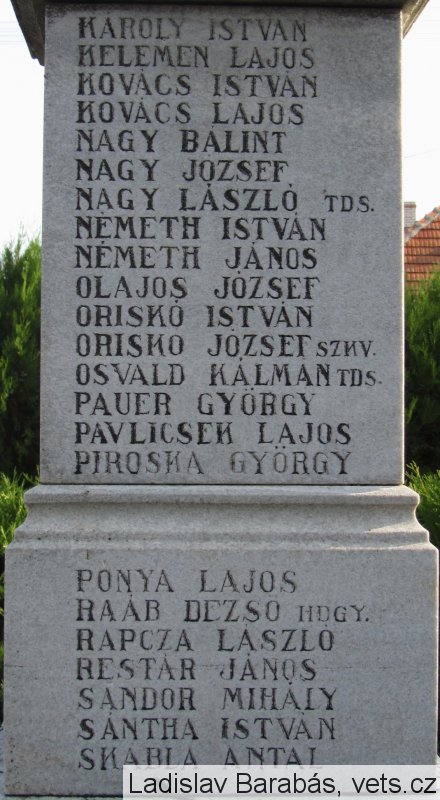 KÁROLY ISTVÁN
KELEMEN LAJOS
KOVÁCS ISTVÁN
KOVÁCS LAJOS
NAGY BÁLINT
NAGY JÓZSEF
NAGY LÁSZLÓ TDS.
NÉMETH ISTVÁN
NÉMETH JÁNOS
OLAJOS JÓZSEF
ORISKÓ ISTVÁN
ORISKÓ JÓZSEF SZKV.
OSVALD KÁLMÁN TDS.
PAUER GYÖRGY
PAVLICSEK LAJOS
PIROSKA GYÖRGY
PONYA LAJOS
RAÁB DEZSŐ HDGY.
RAPCZA LÁSZLÓ
RESTÁR JÁNOS
SÁNDOR MIHÁLY
SÁNTHA ISTVÁN
SKABLA ANTAL
Ladislav Barabás, vets.cz